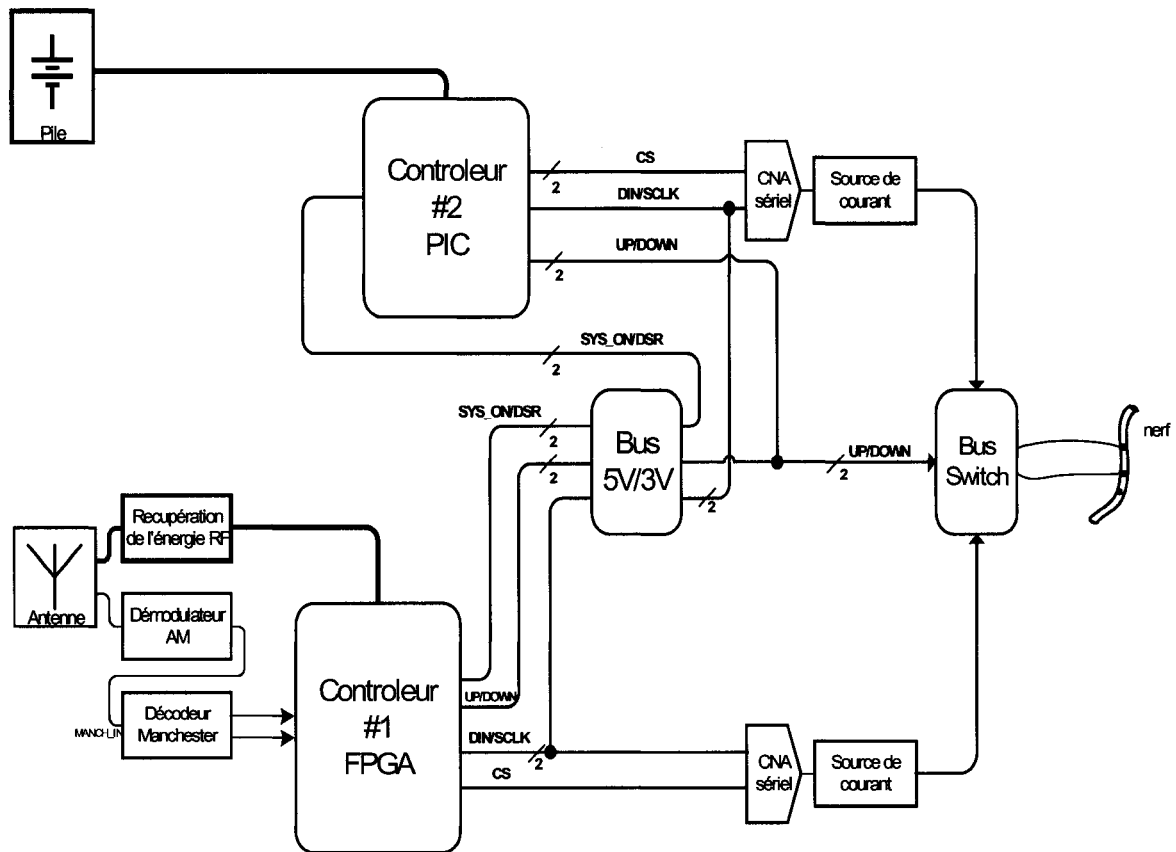 Pile
Controleur
#2
PIC
CS
2
DIN/SCLK
UP/DOWN
2
CNA
sériel
Source de
courant
SYS_ON/DSR
2
SYS_ON/DSR
2
2
Bus
5V/3V
2
UP/DOWN
2
Bus
Switch
nerf
Recupération
de l'énergie RF
Antenne
Démodulateur
AM
MANCH_IN
Décodeur
Manchester
Controleur
#1
FPGA
UP/DOWN
DIN/SCLK
2
CS
CNA
sériel
Source de
courant